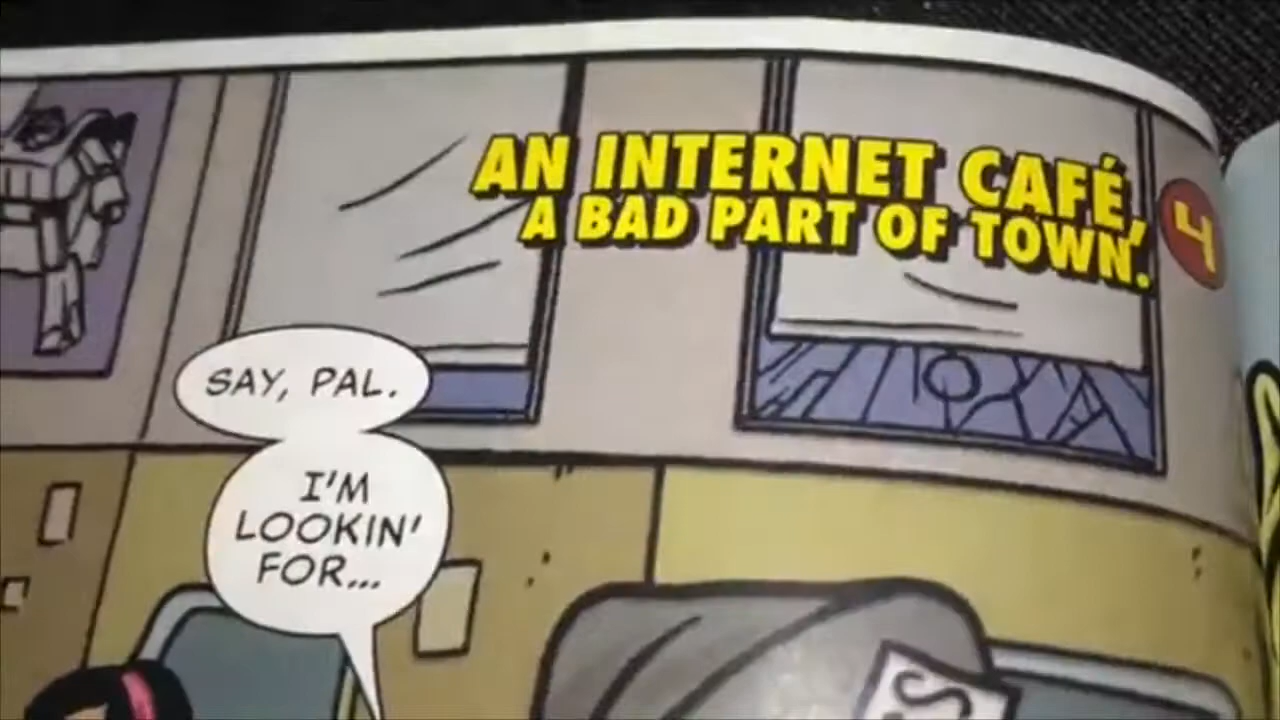 AN INTERNET CAFÉ,
A BAD PART OF TOWN.
4
SAY, PAL.
I'M
LOOKIN'
FOR...
S